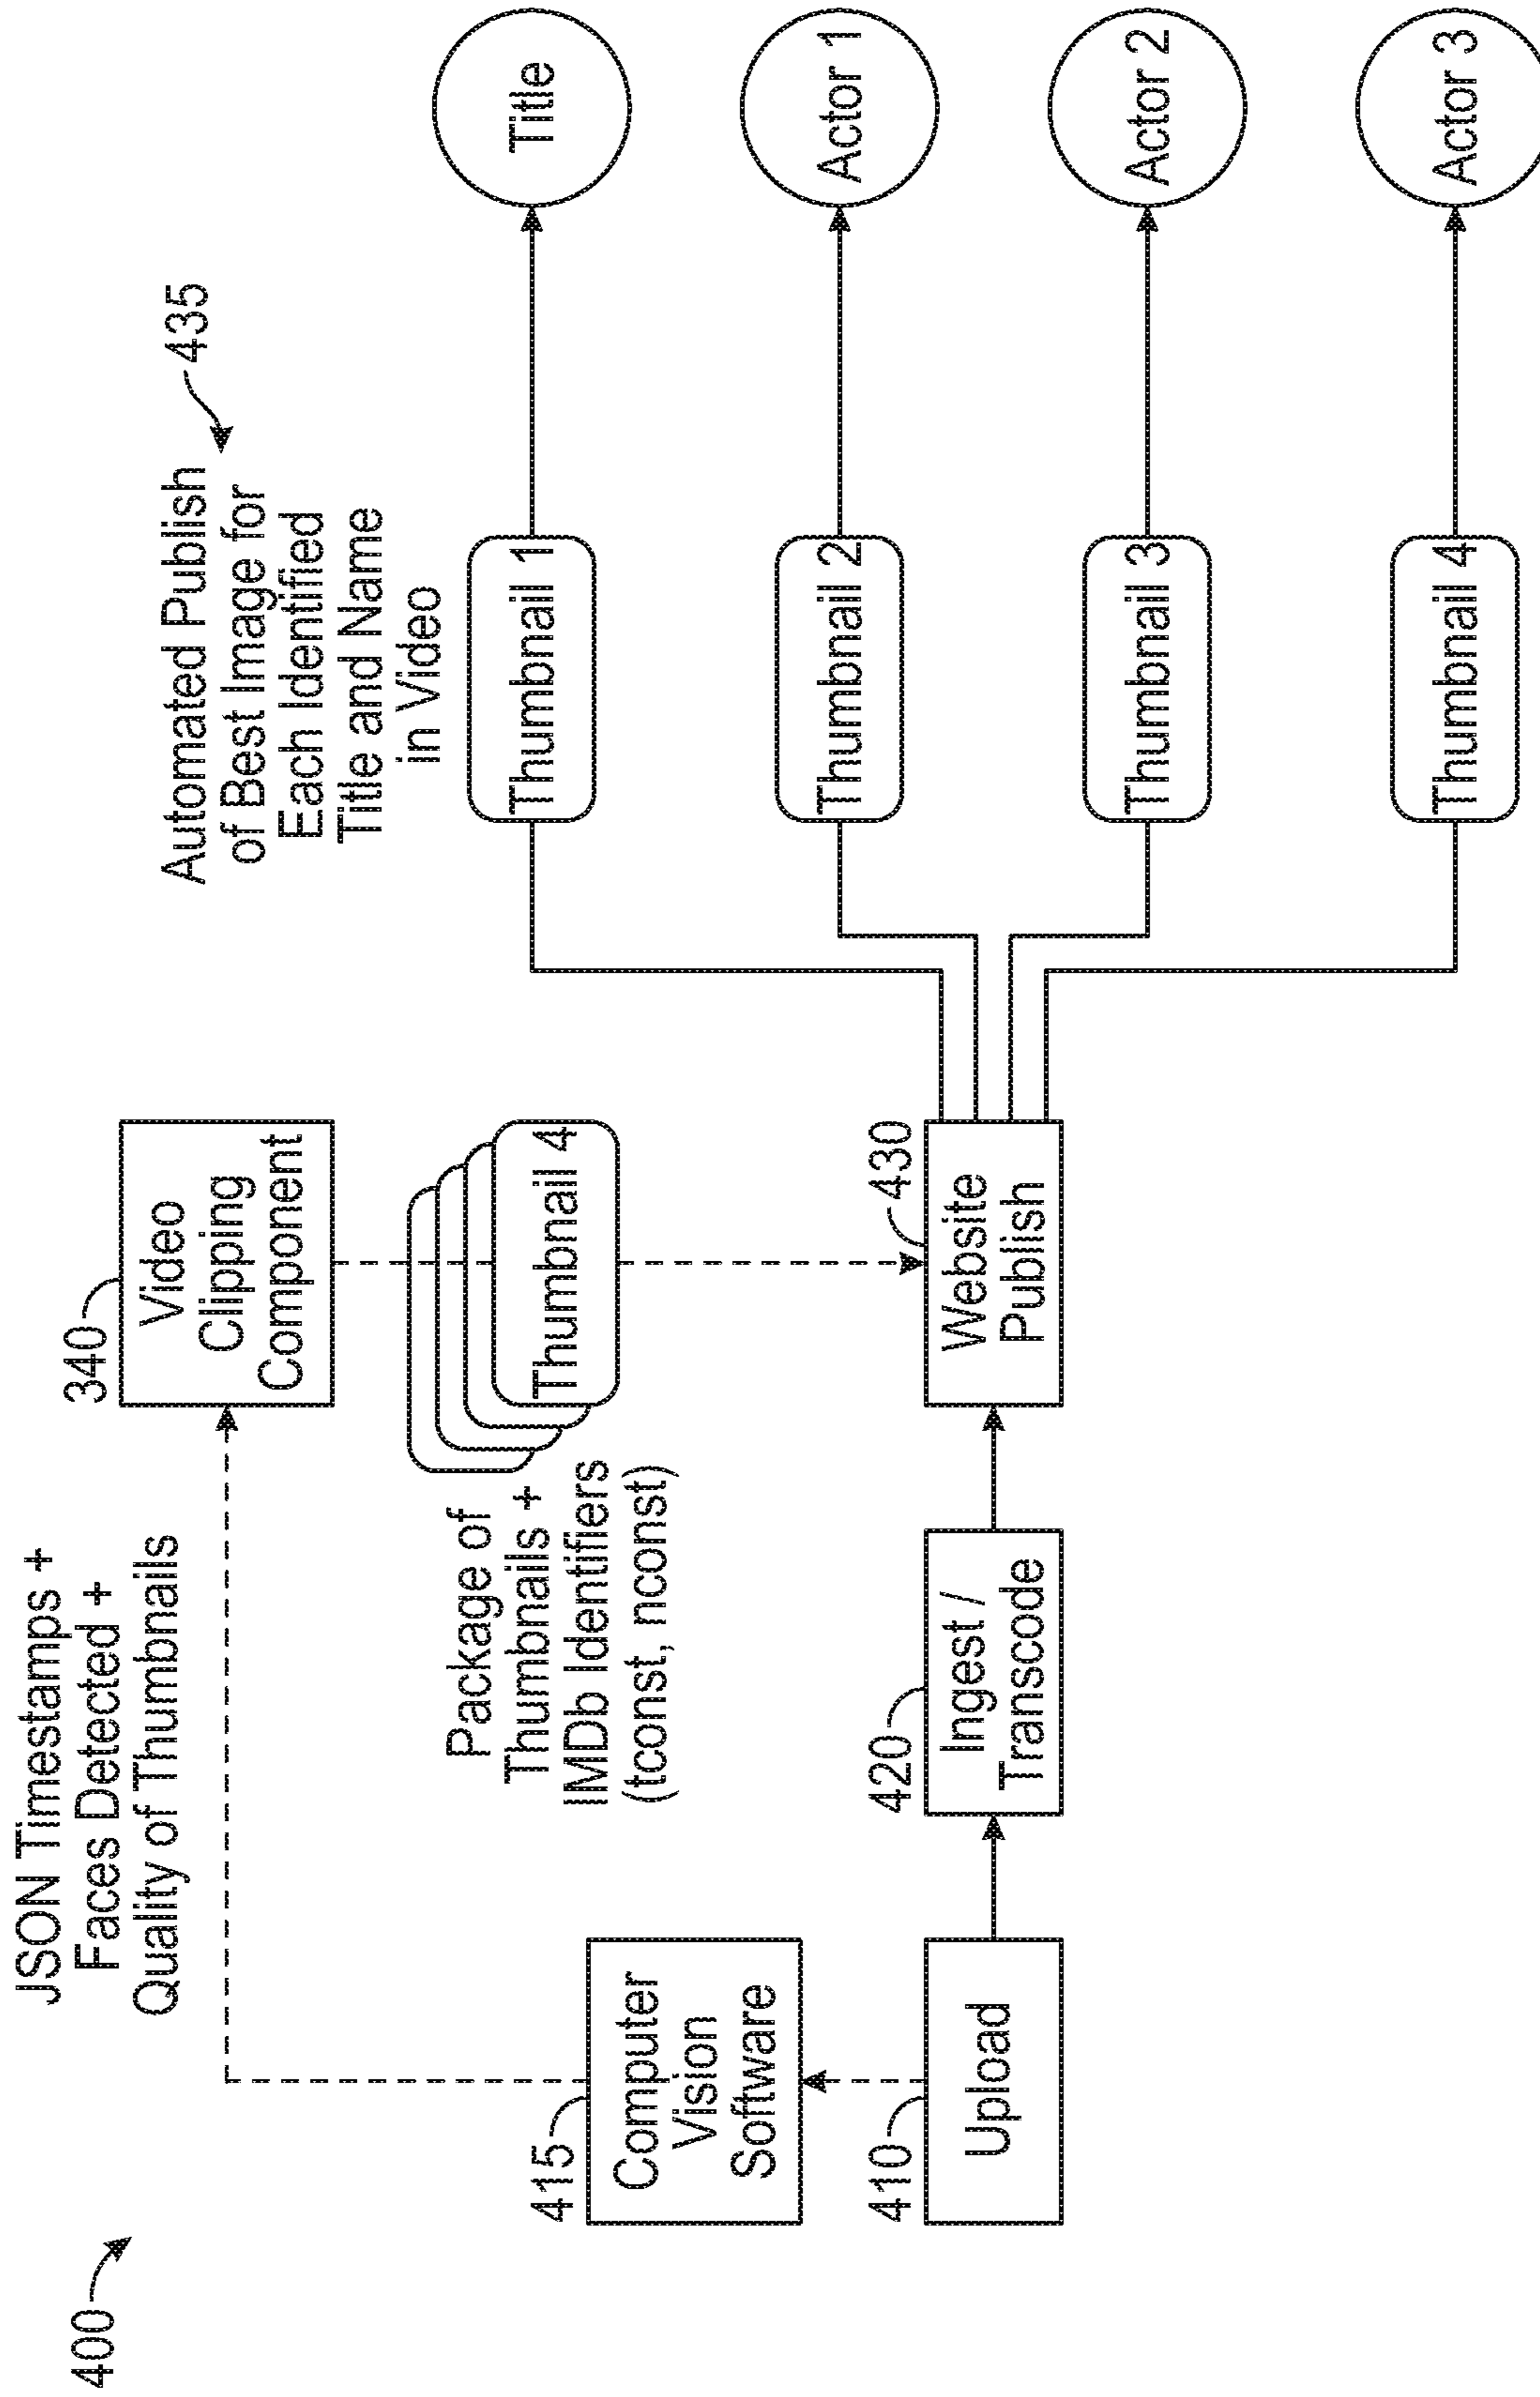 400
JSON Timestamps +
Faces Detected +
Quality of Thumbnails
340
Video
Clipping
Component
Automated Publish
of Best Image for
Each Identified
Title and Name
in Video
435
Package of
Thumbnails +
IMDb Identifiers
(tconst, nconst)
Thumbnail 4
415
Computer
Vision
Software
410
Upload
420
Ingest /
Transcode
430
Website
Publish
Thumbnail 1
Title
Thumbnail 2
Actor 1
Thumbnail 3
Actor 2
Thumbnail 4
Actor 3